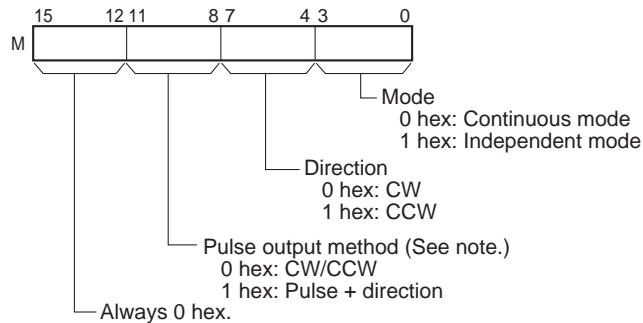 15 12 11 8 7 4 3 0
M
Mode
0 hex: Continuous mode
1 hex: Independent mode
Direction
0 hex: CW
1 hex: CCW
Pulse output method (See note.)
0 hex: CW/CCW
1 hex: Pulse + direction
Always 0 hex.